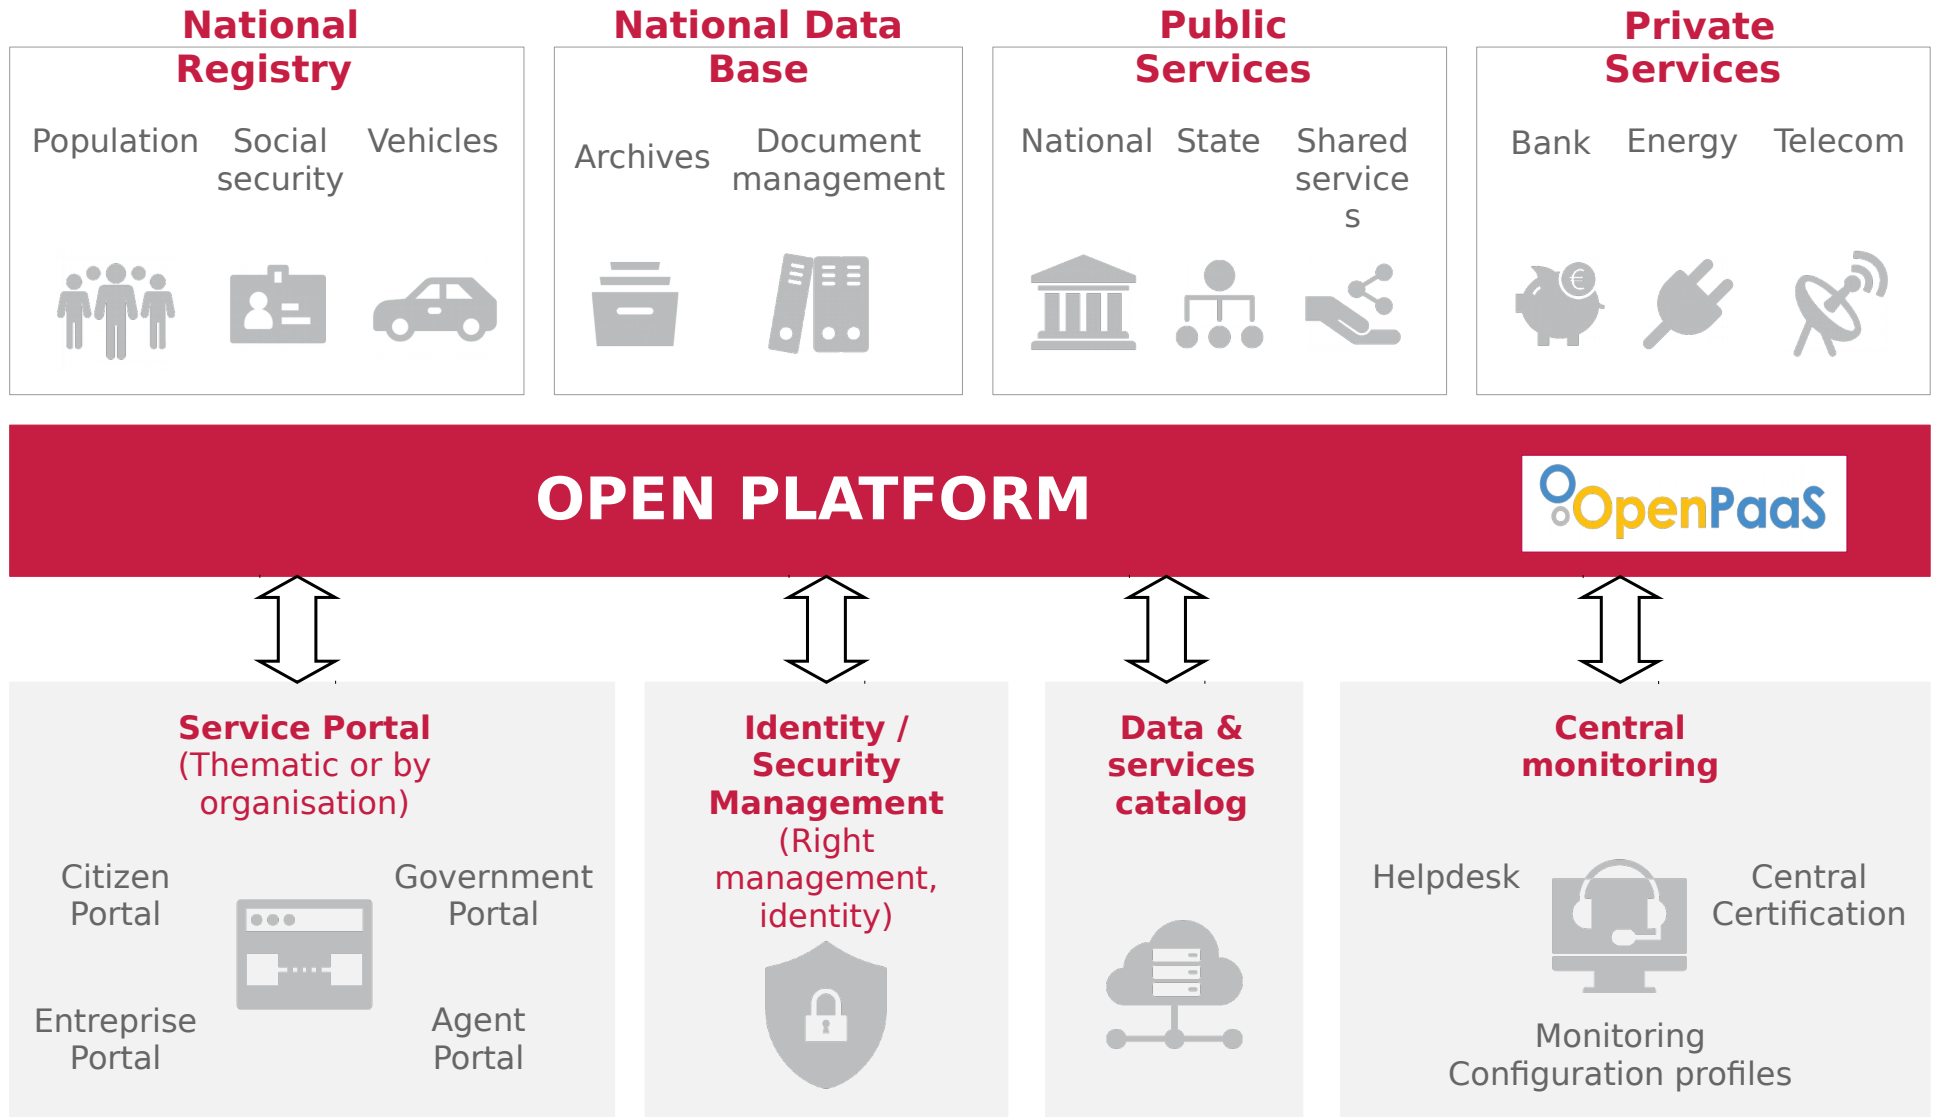 National
Registry
Population
Social
security
Vehicles
National Data
Base
Archives
Document
management
Public
Services
National
State
Shared
service
s
Private
Services
Bank
Energy
Telecom
€
OPEN PLATFORM
OpenPaaS
Service Portal
(Thematic or by
organisation)
Citizen
Portal
Government
Portal
Entreprise
Portal
Agent
Portal
Identity /
Security
Management
(Right
management,
identity)
Data &
services
catalog
Central
monitoring
Helpdesk
Central
Certification
Monitoring
Configuration profiles